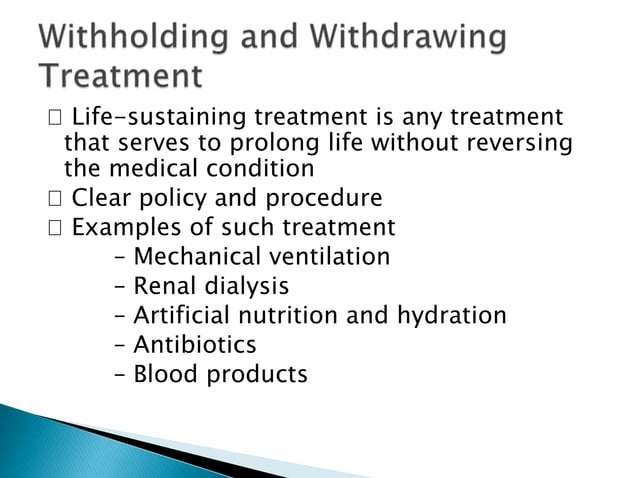 Withholding and Withdrawing
Treatment
□ Life-sustaining treatment is any treatment
that serves to prolong life without reversing
the medical condition
□ Clear policy and procedure
□ Examples of such treatment
– Mechanical ventilation
– Renal dialysis
– Artificial nutrition and hydration
– Antibiotics
– Blood products